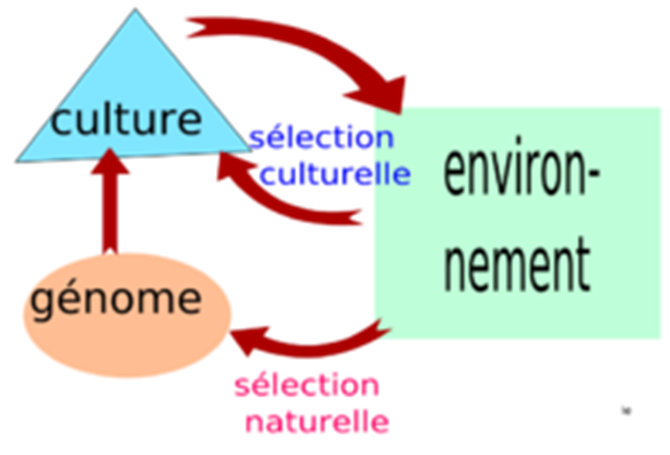 culture
sélection
culturelle
environ-
nement
génome
sélection
naturelle